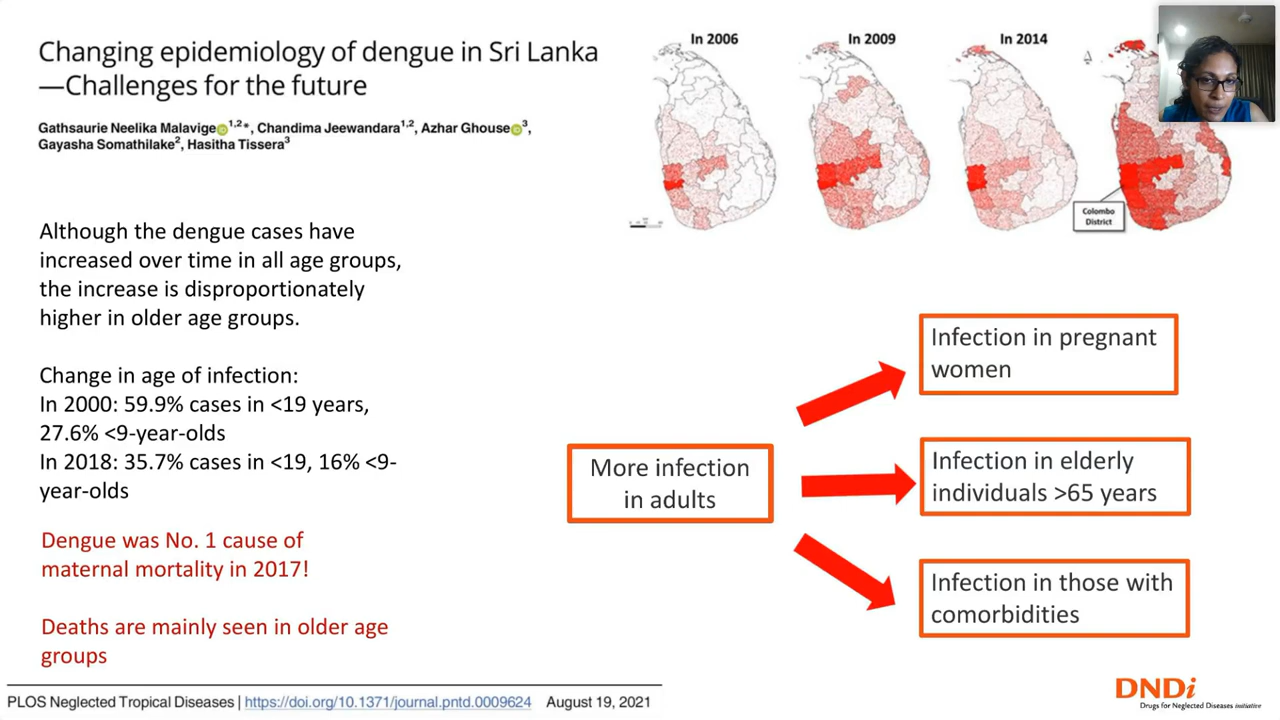 Changing epidemiology of dengue in Sri Lanka
—Challenges for the future
Gathsaurie Neelika Malavige 1,2*, Chandima Jeewandara1,2, Azhar Ghouse 3,
Gayasha Somathilake2, Hasitha Tissera3
In 2006
In 2009
In 2014
Colombo
District
Although the dengue cases have
increased over time in all age groups,
the increase is disproportionately
higher in older age groups.
Change in age of infection:
In 2000: 59.9% cases in <19 years,
27.6% <9-year-olds
In 2018: 35.7% cases in <19, 16% <9-
year-olds
Dengue was No. 1 cause of
maternal mortality in 2017!
Deaths are mainly seen in older age
groups
More infection
in adults
Infection in pregnant
women
Infection in elderly
individuals >65 years
Infection in those with
comorbidities
PLOS Neglected Tropical Diseases | https://doi.org/10.1371/journal.pntd.0009624 August 19, 2021
DNDi
Drugs for Neglected Diseases initiative